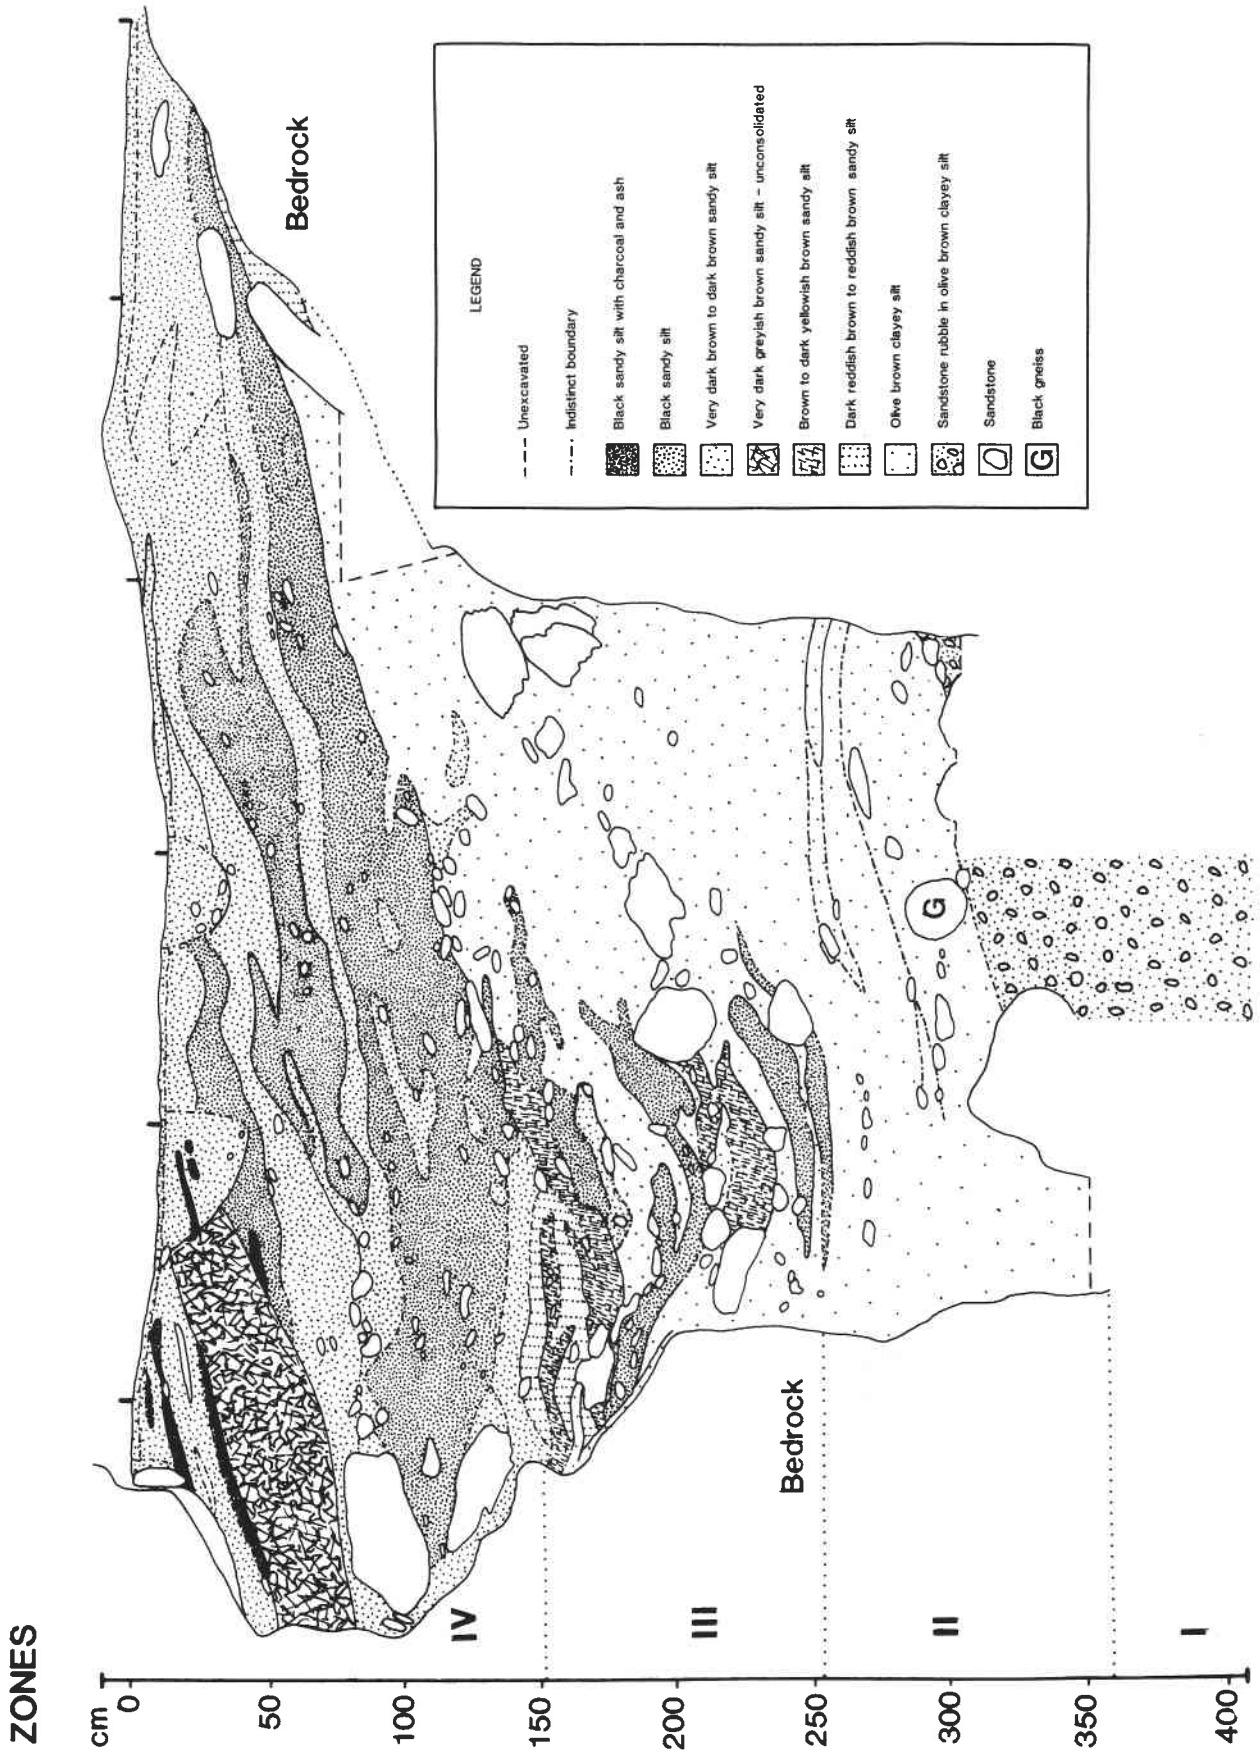 ZONES
cm
0
50
100
150
200
250
300
350
400
IV
III
II
I
Bedrock
Bedrock
G
LEGEND
Unexcavated
Indistinct boundary
Black sandy silt with charcoal and ash
Black sandy silt
Very dark brown to dark brown sandy silt
Very dark greyish brown sandy silt - unconsolidated
Brown to dark yellowish brown sandy silt
Dark reddish brown to reddish brown sandy silt
Olive brown clayey silt
Sandstone rubble in olive brown clayey silt
Sandstone
G Black gneiss